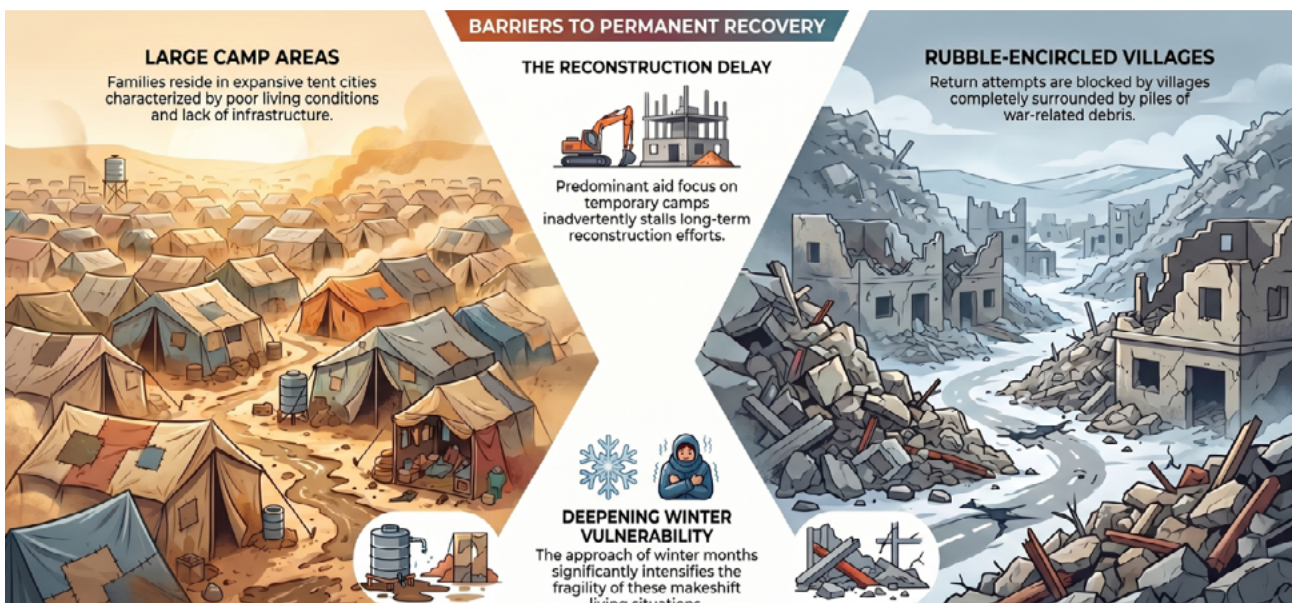 BARRIERS TO PERMANENT RECOVERY
LARGE CAMP AREAS
Families reside in expansive tent cities
characterized by poor living conditions
and lack of infrastructure.
THE RECONSTRUCTION DELAY
Predominant aid focus on
temporary camps
inadvertently stalls long-term
reconstruction efforts.
RUBBLE-ENCIRCLED VILLAGES
Return attempts are blocked by villages
completely surrounded by piles of
war-related debris.
DEEPENING WINTER
VULNERABILITY
The approach of winter months
significantly intensifies the
fragility of these makeshift
living situations.